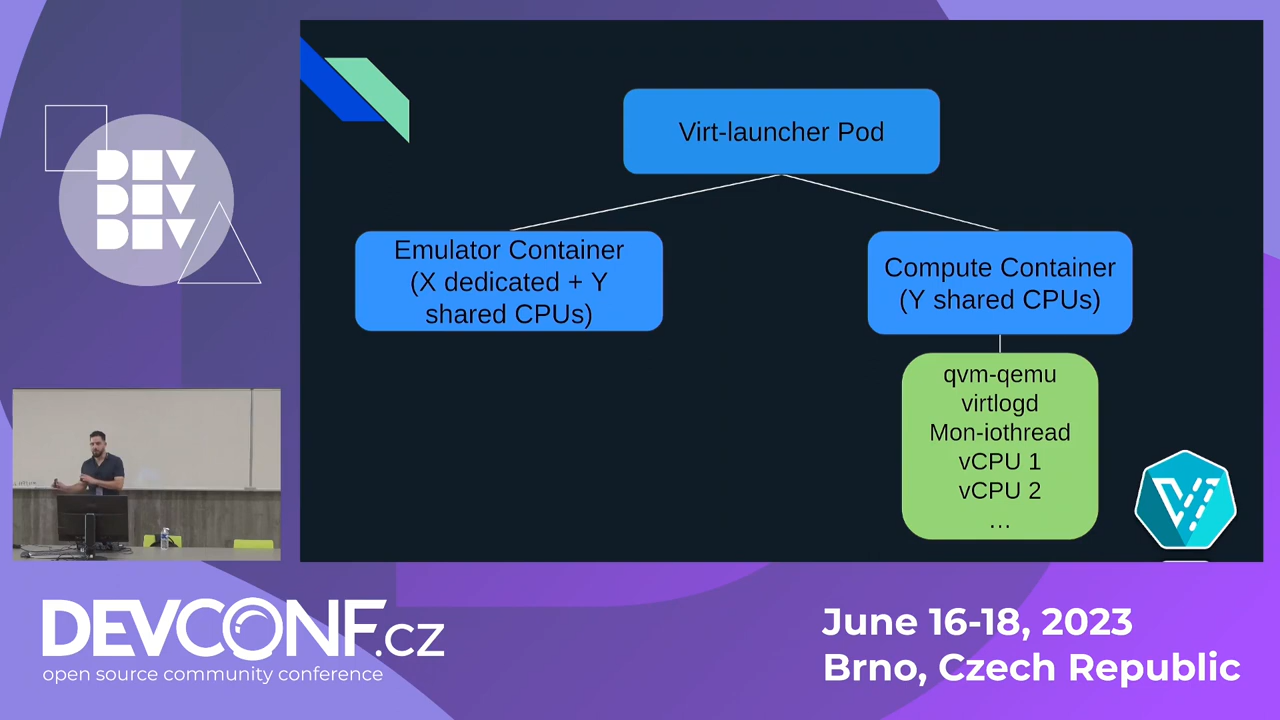 DEV
DEV
DEV
Virt-launcher Pod
Emulator Container
(X dedicated + Y
shared CPUs)
Compute Container
(Y shared CPUs)
qvm-qemu
virtlogd
Mon-iothread
vCPU 1
vCPU 2
...
DEVCONF.cz
open source community conference
June 16-18, 2023
Brno, Czech Republic